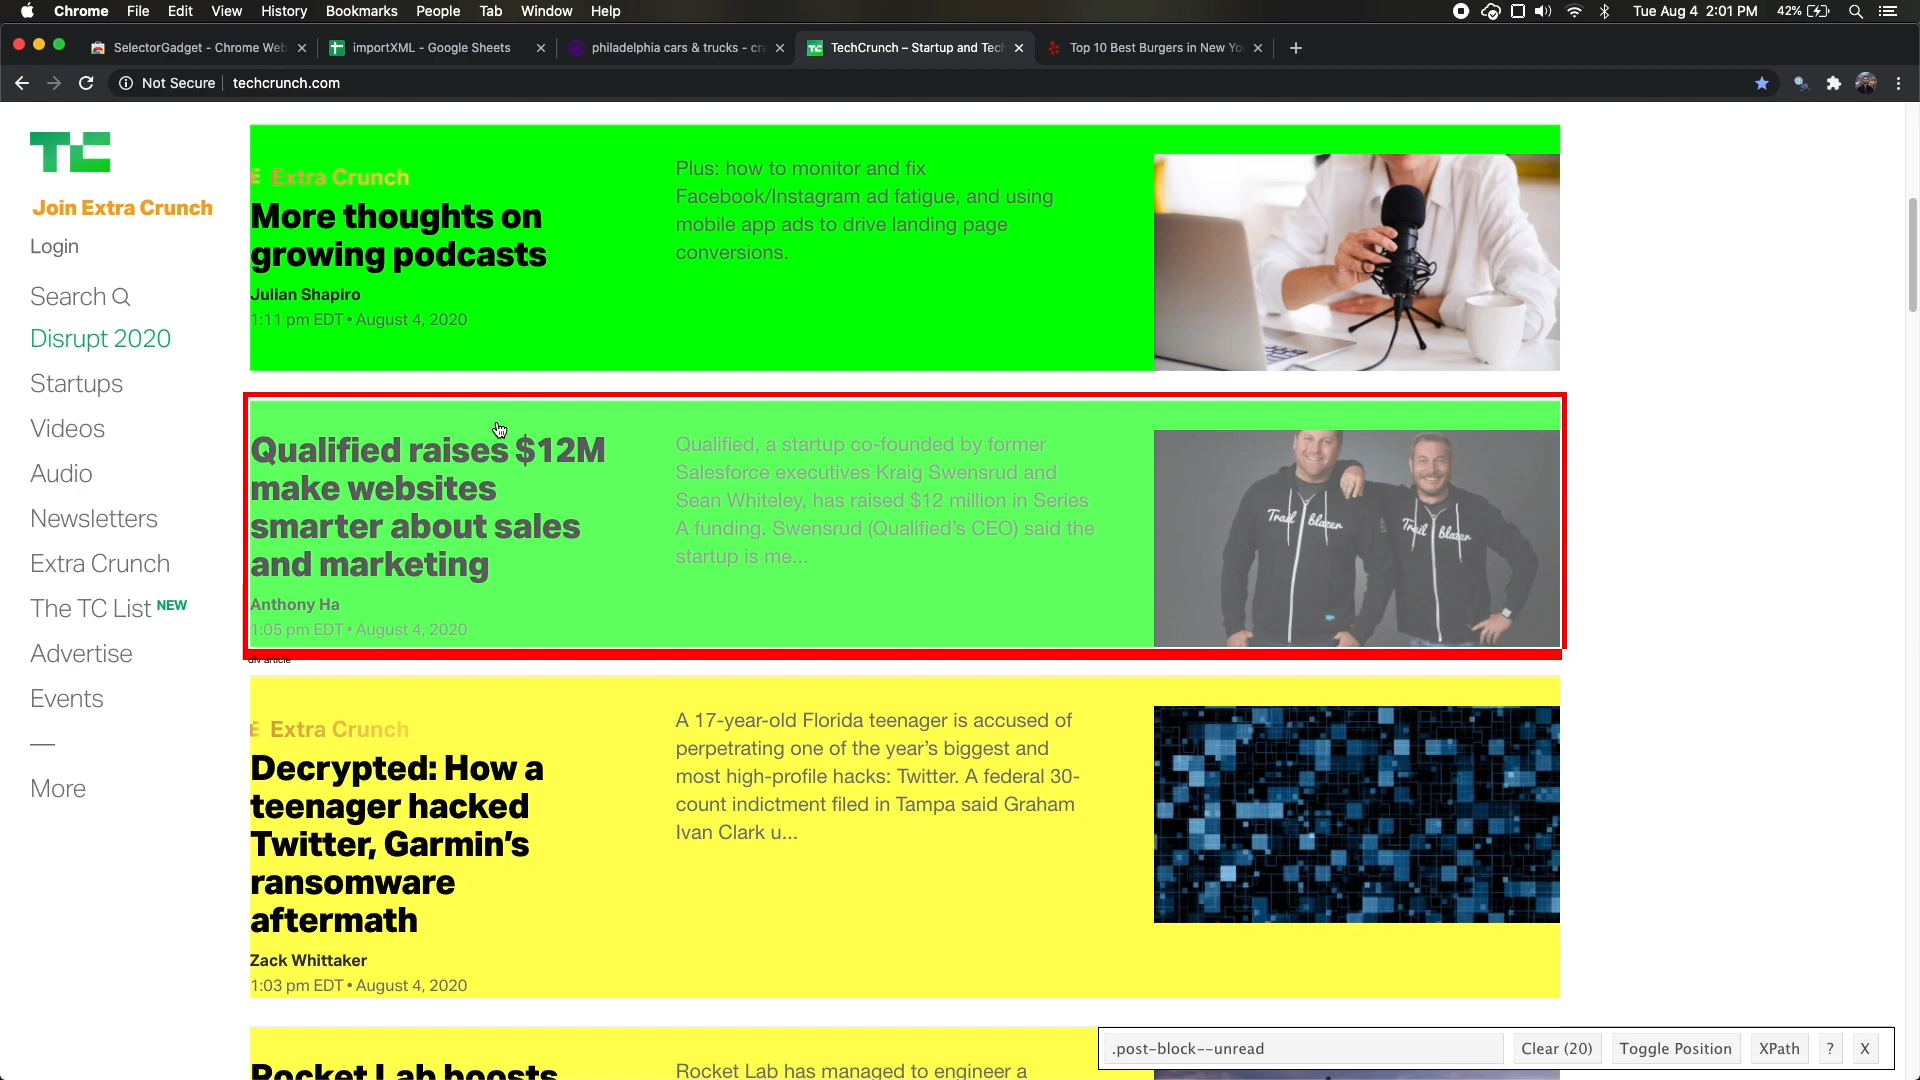 Chrome File Edit View History Bookmarks People Tab Window Help
Tue Aug 4 2:01 PM 42%
SelectorGadget - Chrome Web
importXML - Google Sheets
philadelphia cars & trucks - cra
TechCrunch – Startup and Tech
Top 10 Best Burgers in New Yo
Not Secure techcrunch.com
TC
Join Extra Crunch
Login
Search
Disrupt 2020
Startups
Videos
Audio
Newsletters
Extra Crunch
The TC List NEW
Advertise
Events
More
Extra Crunch
More thoughts on
growing podcasts
Julian Shapiro
1:11 pm EDT • August 4, 2020
Plus: how to monitor and fix
Facebook/Instagram ad fatigue, and using
mobile app ads to drive landing page
conversions.
Qualified raises $12M
make websites
smarter about sales
and marketing
Anthony Ha
1:05 pm EDT • August 4, 2020
Qualified, a startup co-founded by former
Salesforce executives Kraig Swensrud and
Sean Whiteley, has raised $12 million in Series
A funding. Swensrud (Qualified's CEO) said the
startup is me...
Trail blazer
Trail blazer
div article
Extra Crunch
Decrypted: How a
teenager hacked
Twitter, Garmin's
ransomware
aftermath
Zack Whittaker
1:03 pm EDT • August 4, 2020
A 17-year-old Florida teenager is accused of
perpetrating one of the year's biggest and
most high-profile hacks: Twitter. A federal 30-
count indictment filed in Tampa said Graham
Ivan Clark u...
Rocket Lab boosts
Rocket Lab has managed to engineer a
.post-block--unread
Clear (20)
Toggle Position
XPath
?
X